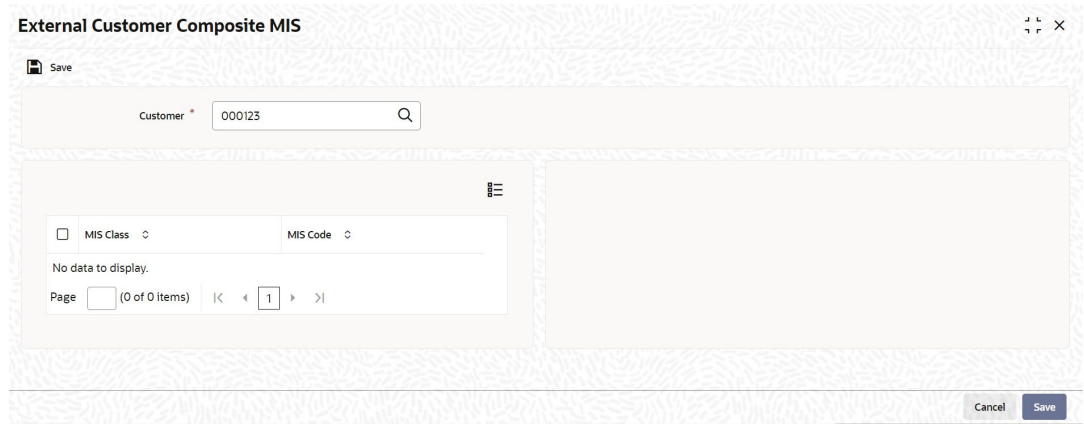 External Customer Composite MIS
Save
Customer * 000123
MIS Class MIS Code
No data to display.
Page (0 of 0 items) 1
Cancel Save